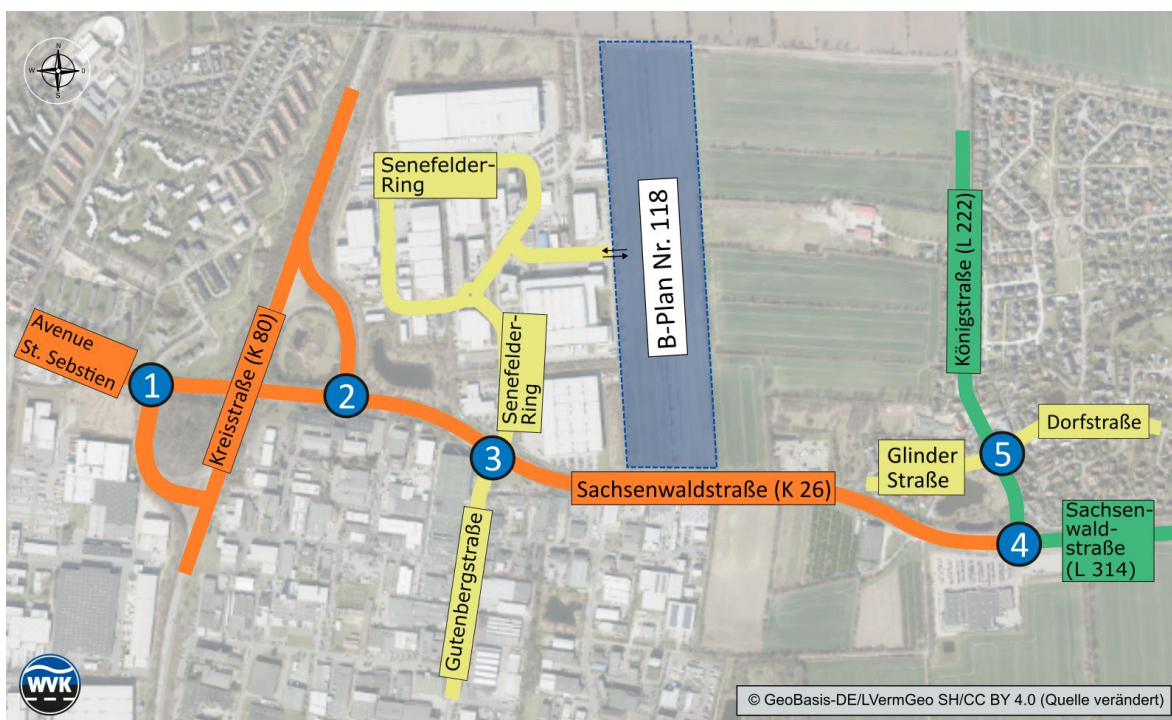 N
W
O
S
Senefelder-
Ring
B-Plan Nr. 118
Königstraße (L 222)
Avenue
St. Sebstien
Kreisstraße (K 80)
Senefelder-
Ring
1
2
3
Gutenbergstraße
Sachsenwaldstraße (K 26)
Glinder
Straße
5
Dorfstraße
4
Sachsen-
wald-
straße
(L 314)
WVK
© GeoBasis-DE/LVermGeo SH/CC BY 4.0 (Quelle verändert)